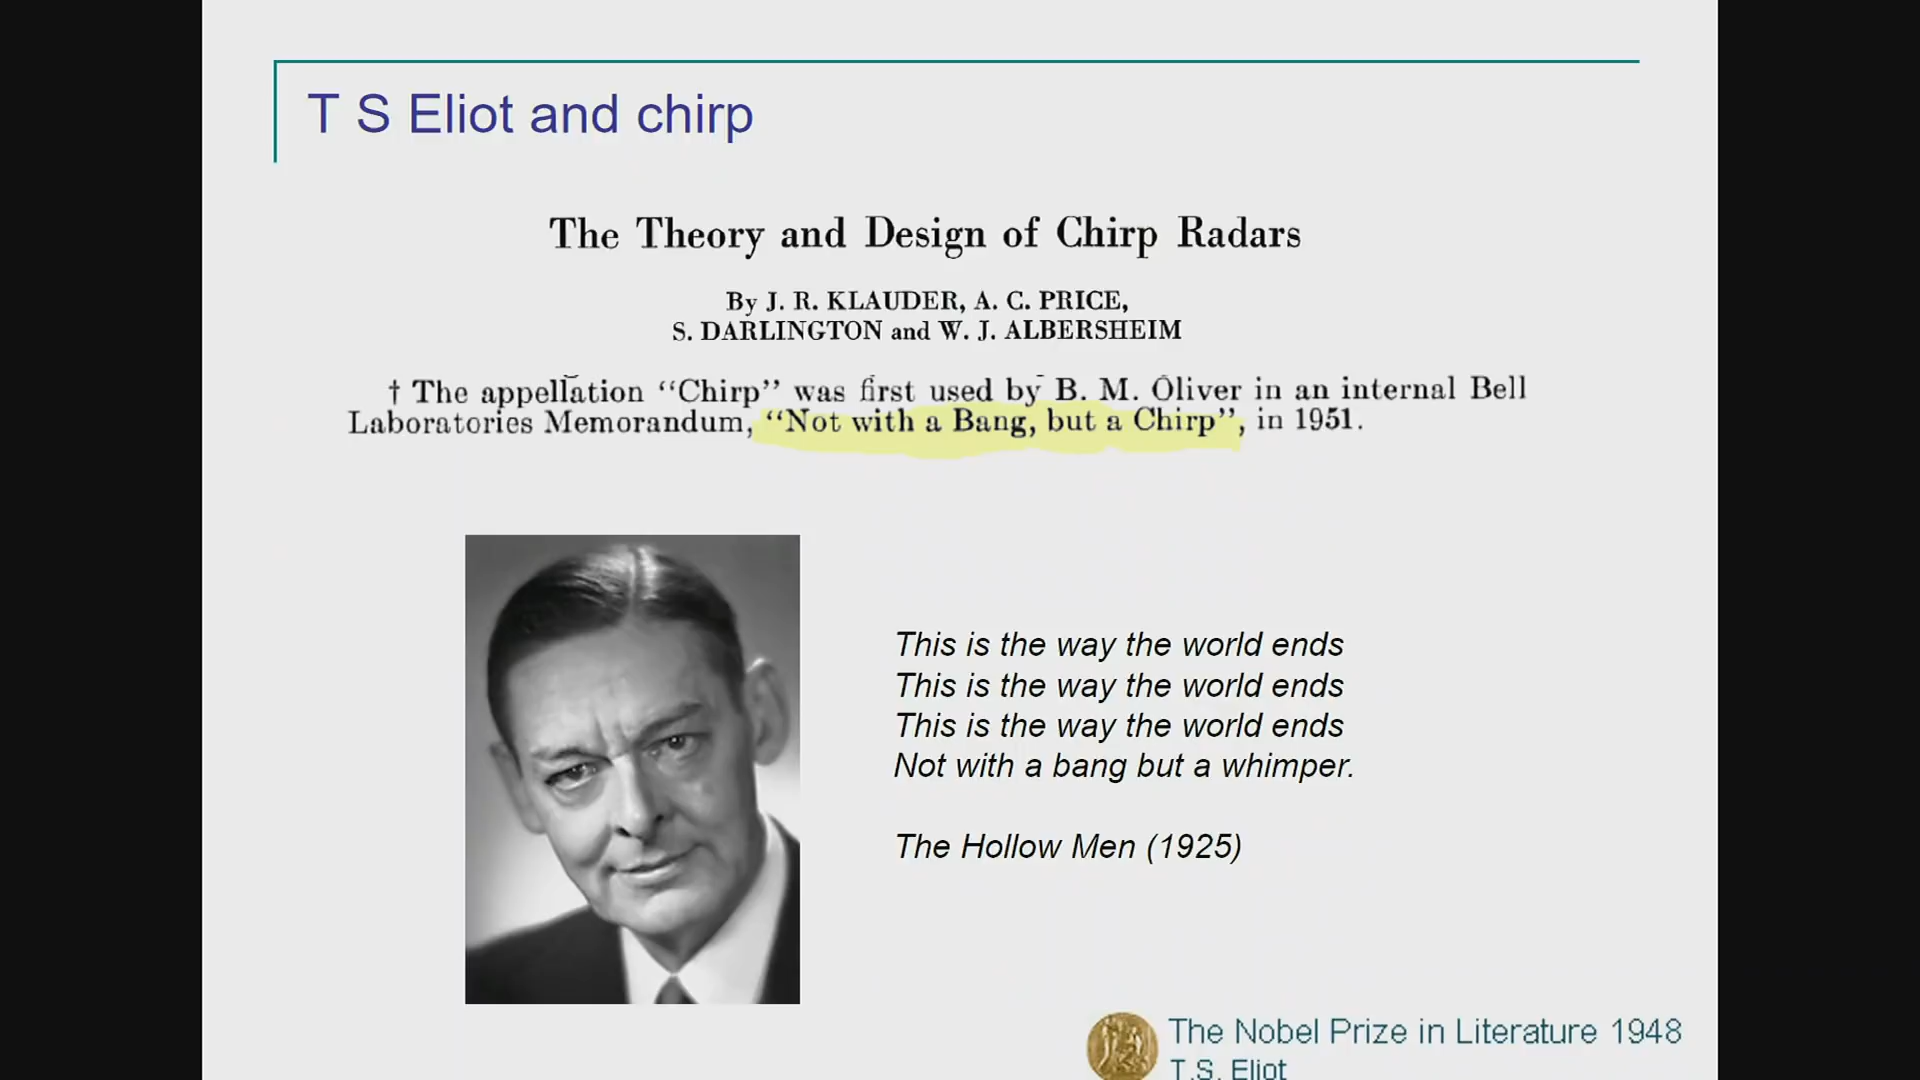 T S Eliot and chirp
The Theory and Design of Chirp Radars
By J. R. KLAUDER, A. C. PRICE,
S. DARLINGTON and W. J. ALBERSHEIM
† The appellation “Chirp” was first used by B. M. Oliver in an internal Bell
Laboratories Memorandum, “Not with a Bang, but a Chirp”, in 1951.
This is the way the world ends
This is the way the world ends
This is the way the world ends
Not with a bang but a whimper.
The Hollow Men (1925)
The Nobel Prize in Literature 1948
T.S. Eliot